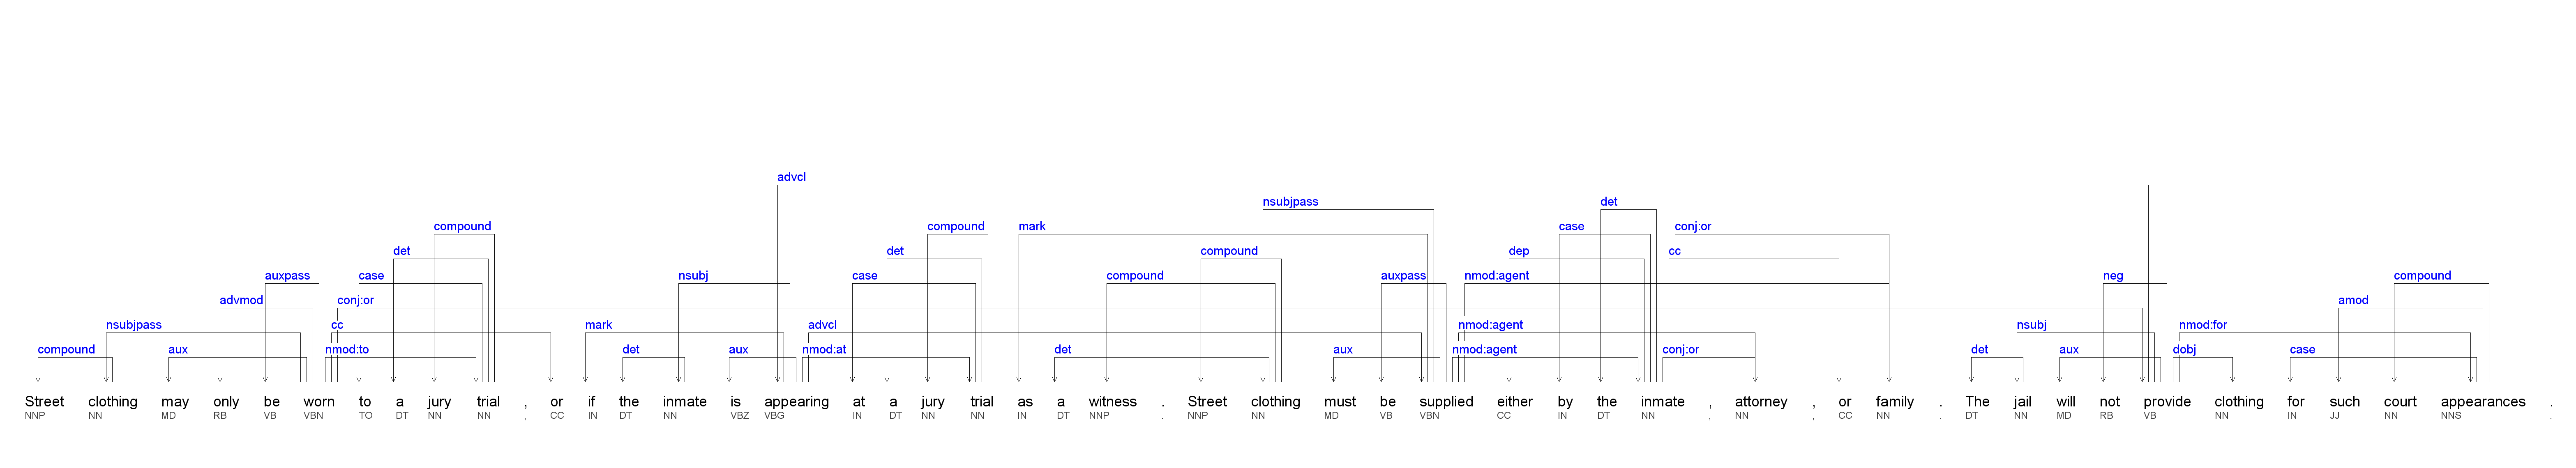 advcl
nsubjpass det
compound compound mark case conj:or
det det compound dep cc
auxpass case nsubj case compound auxpass nmod:agent neg compound
advmod conj:or amod
nsubjpass cc mark advcl nmod:agent nsubj nmod:for
compound aux nmod:to det aux nmod:at det aux nmod:agent conj:or det aux dobj case
Street clothing may only be worn to a jury trial , or if the inmate is appearing at a jury trial as a witness . Street clothing must be supplied either by the inmate , attorney , or family . The jail will not provide clothing for such court appearances .
NNP NN MD RB VB VBN TO DT NN NN , CC IN DT NN VBZ VBG IN DT NN NN IN DT NNP . NNP NN MD VB VBN CC IN DT NN , NN , CC NN . DT NN MD RB VB NN IN JJ NN NNS .